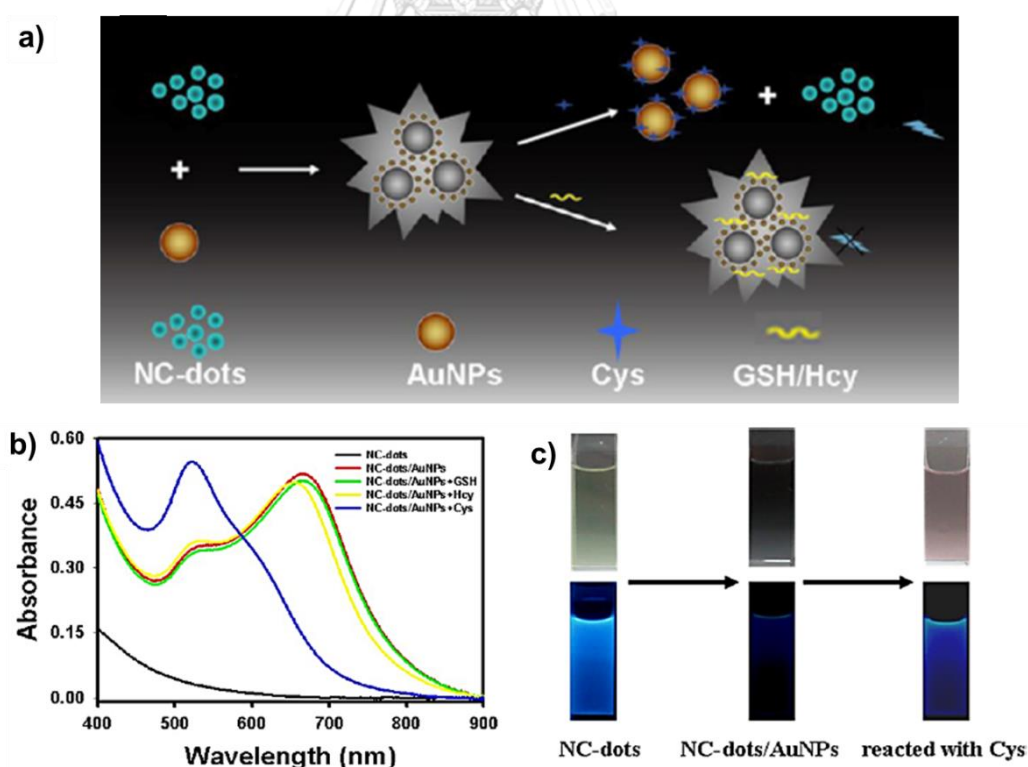 a)
+
+
NC-dots
AuNPs
Cys
GSH/Hcy
b)
0.60
0.45
0.30
0.15
0.00
Absorbance
400
500
600
700
800
900
Wavelength (nm)
NC-dots
NC-dots/AuNPs
NC-dots/AuNPs+GSH
NC-dots/AuNPs+Hcy
NC-dots/AuNPs+Cys
c)
NC-dots
NC-dots/AuNPs
reacted with Cys